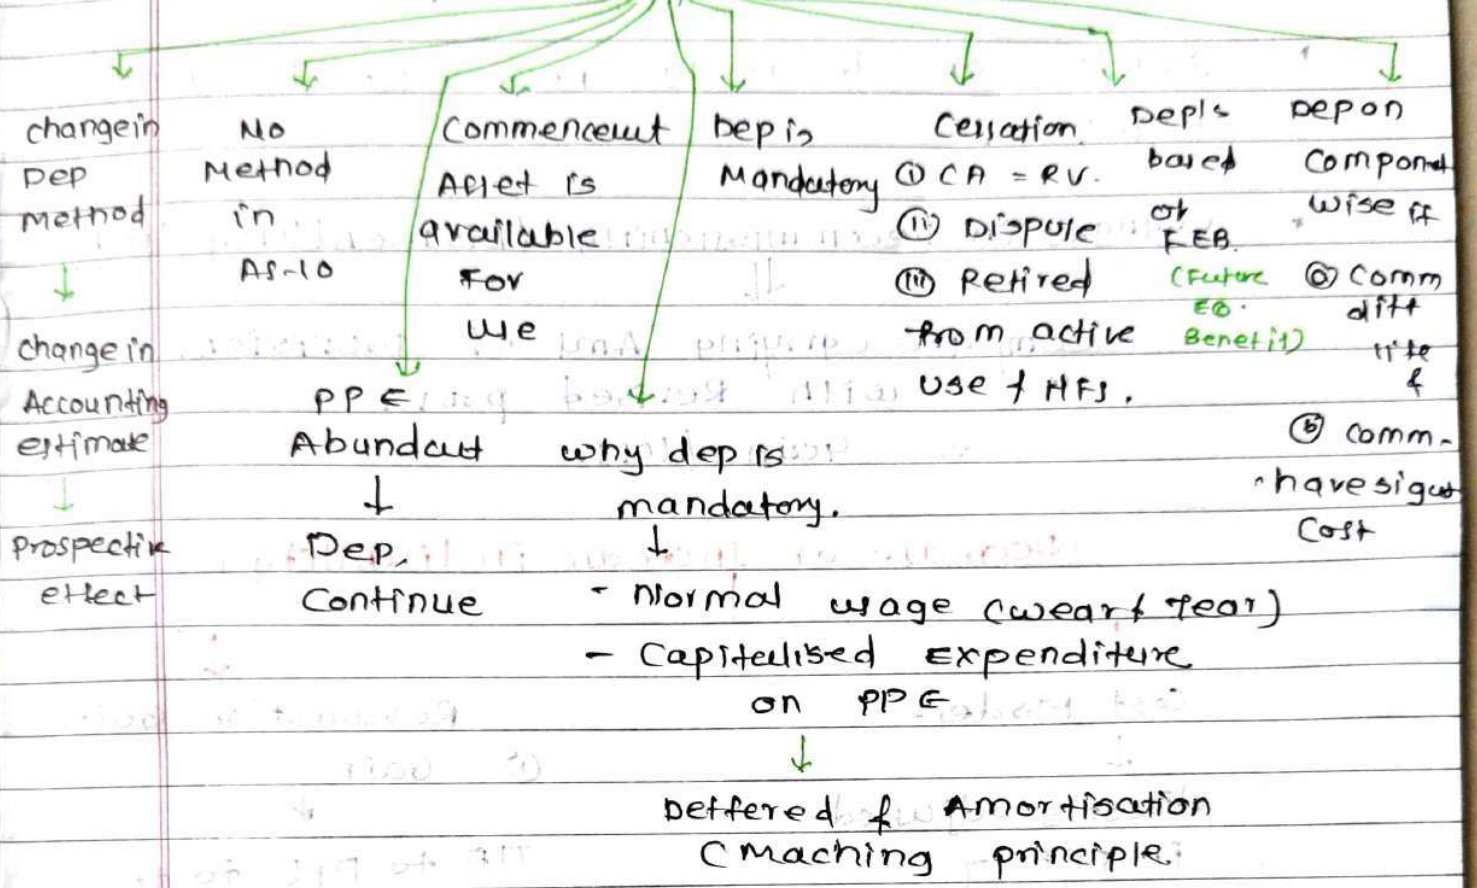 change in
Dep
Method
change in
Accounting
estimate
Prospective
effect
No
Method
in
AS-10
Commencemt
Asset is
available
For
use
Dep is
Mandatory
Cessation
(i) CA = RV.
(ii) Dispule
(iii) Retired
from active
use & HFS.
Dep is
based
on
FEB.
(Future
EO.
Benefit)
Dep on
Component
wise if
(a) Comm
diff
life
&
(b) comm-
have signt
Cost
PPE
Abundant
Dep.
Continue
why dep is
mandatory.
- Normal usage (wear & Tear)
- Capitalised Expenditure
on PPE
Deffered & Amortisation
(Maching principle.